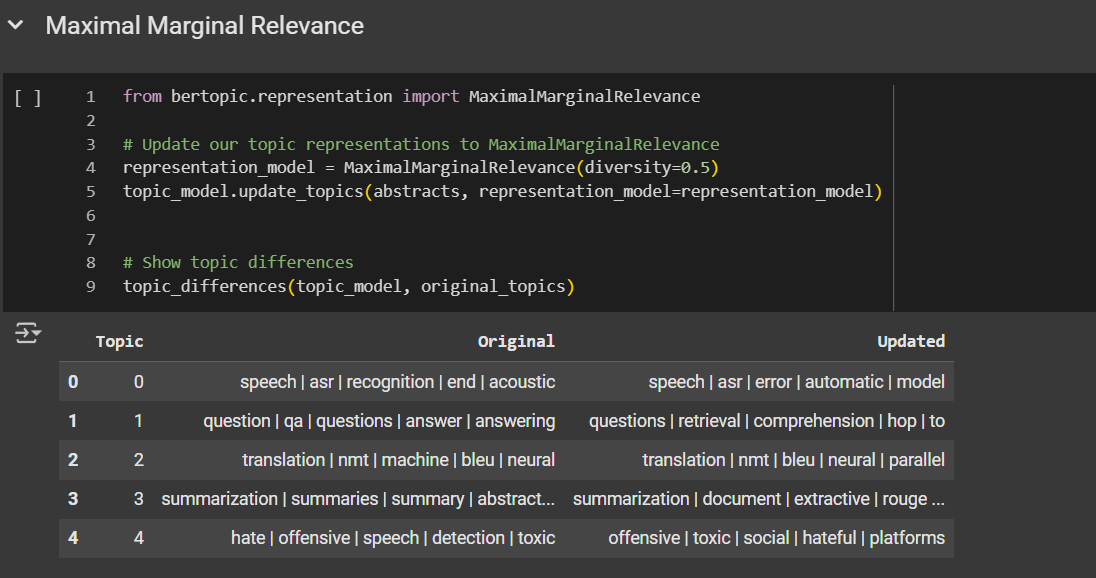 Maximal Marginal Relevance
[ ] 1 from bertopic.representation import MaximalMarginalRelevance
2
3 # Update our topic representations to MaximalMarginalRelevance
4 representation_model = MaximalMarginalRelevance(diversity=0.5)
5 topic_model.update_topics(abstracts, representation_model=representation_model)
6
7
8 # Show topic differences
9 topic_differences(topic_model, original_topics)
Topic Original Updated
0 0 speech | asr | recognition | end | acoustic speech | asr | error | automatic | model
1 1 question | qa | questions | answer | answering questions | retrieval | comprehension | hop | to
2 2 translation | nmt | machine | bleu | neural translation | nmt | bleu | neural | parallel
3 3 summarization | summaries | summary | abstract... summarization | document | extractive | rouge ...
4 4 hate | offensive | speech | detection | toxic offensive | toxic | social | hateful | platforms